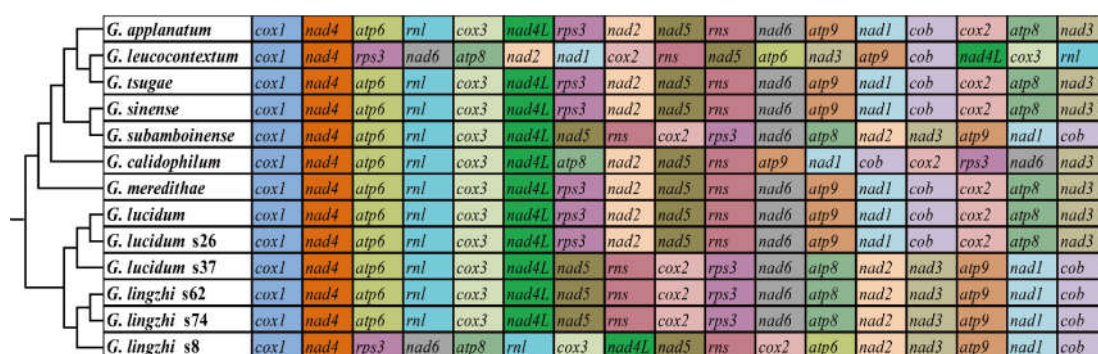 G. applanatum cox1 nad4 atp6 rnl cox3 nad4L rps3 nad2 nad5 rns nad6 atp9 nad1 cob cox2 atp8 nad3
G. leucocontextum cox1 nad4 rps3 nad6 atp8 nad2 nad1 cox2 rns nad5 atp6 nad3 atp9 cob nad4L cox3 rnl
G. tsugae cox1 nad4 atp6 rnl cox3 nad4L rps3 nad2 nad5 rns nad6 atp9 nad1 cob cox2 atp8 nad3
G. sinense cox1 nad4 atp6 rnl cox3 nad4L rps3 nad2 nad5 rns nad6 atp9 nad1 cob cox2 atp8 nad3
G. subamboinense cox1 nad4 atp6 rnl cox3 nad4L nad5 rns cox2 rps3 nad6 atp8 nad2 nad3 atp9 nad1 cob
G. calidophilum cox1 nad4 atp6 rnl cox3 nad4L atp8 nad2 nad5 rns atp9 nad1 cob cox2 rps3 nad6 nad3
G. meredithae cox1 nad4 atp6 rnl cox3 nad4L rps3 nad2 nad5 rns nad6 atp9 nad1 cob cox2 atp8 nad3
G. lucidum cox1 nad4 atp6 rnl cox3 nad4L rps3 nad2 nad5 rns nad6 atp9 nad1 cob cox2 atp8 nad3
G. lucidum s26 cox1 nad4 atp6 rnl cox3 nad4L rps3 nad2 nad5 rns nad6 atp9 nad1 cob cox2 atp8 nad3
G. lucidum s37 cox1 nad4 atp6 rnl cox3 nad4L nad5 rns cox2 rps3 nad6 atp8 nad2 nad3 atp9 nad1 cob
G. lingzhi s62 cox1 nad4 atp6 rnl cox3 nad4L nad5 rns cox2 rps3 nad6 atp8 nad2 nad3 atp9 nad1 cob
G. lingzhi s74 cox1 nad4 atp6 rnl cox3 nad4L nad5 rns cox2 rps3 nad6 atp8 nad2 nad3 atp9 nad1 cob
G. lingzhi s8 cox1 nad4 rps3 nad6 atp8 rnl cox3 nad4L nad5 rns cox2 atp6 nad2 nad3 atp9 nad1 cob